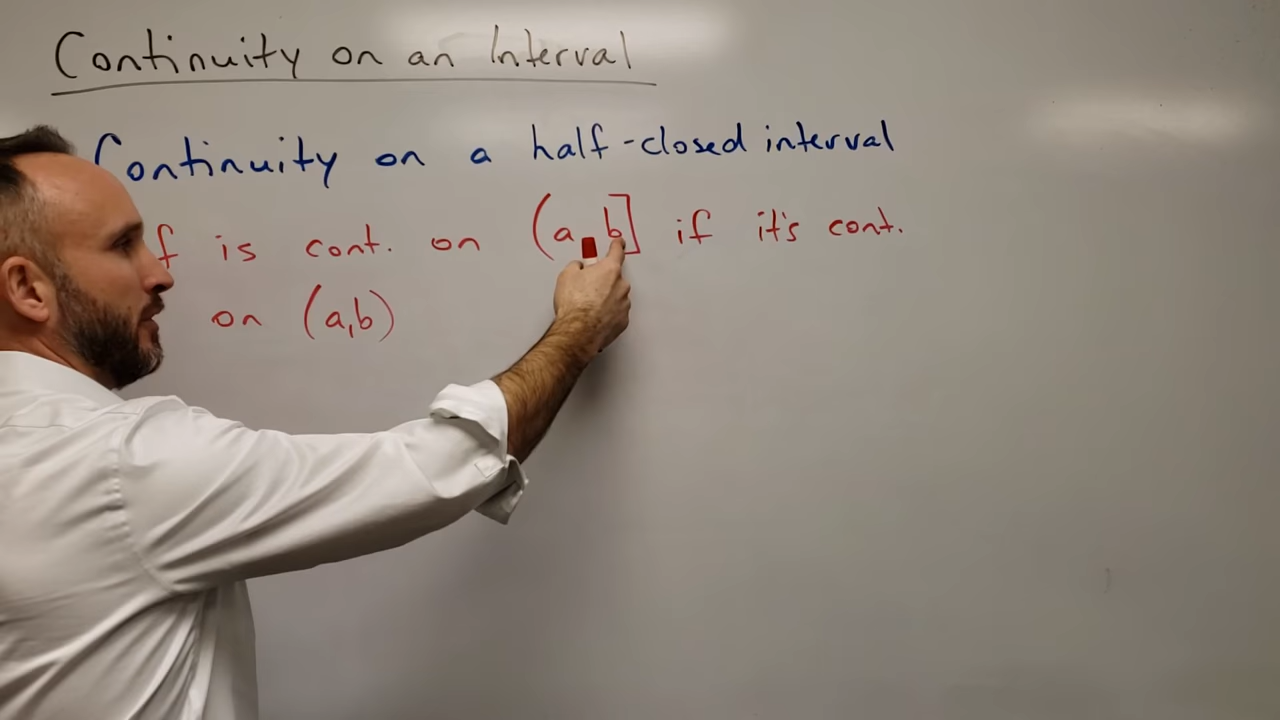 Continuity on an Interval
Continuity on a half-closed interval
f is cont. on (a,b] if it's cont.
on (a,b)